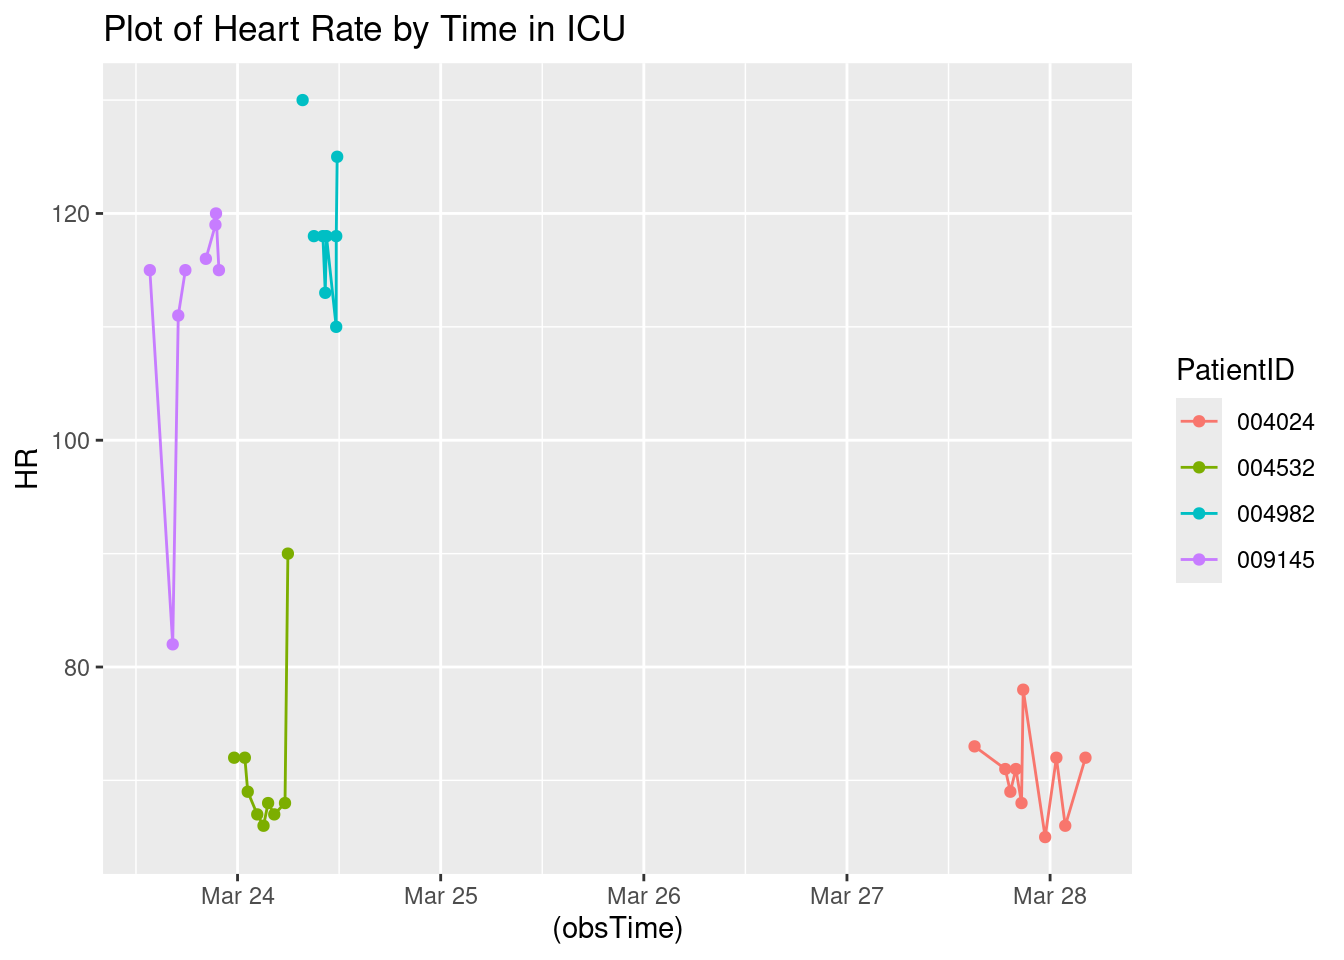 Plot of Heart Rate by Time in ICU
120
100
80
HR
Mar 24
Mar 25
Mar 26
Mar 27
Mar 28
(obsTime)
PatientID
004024
004532
004982
009145